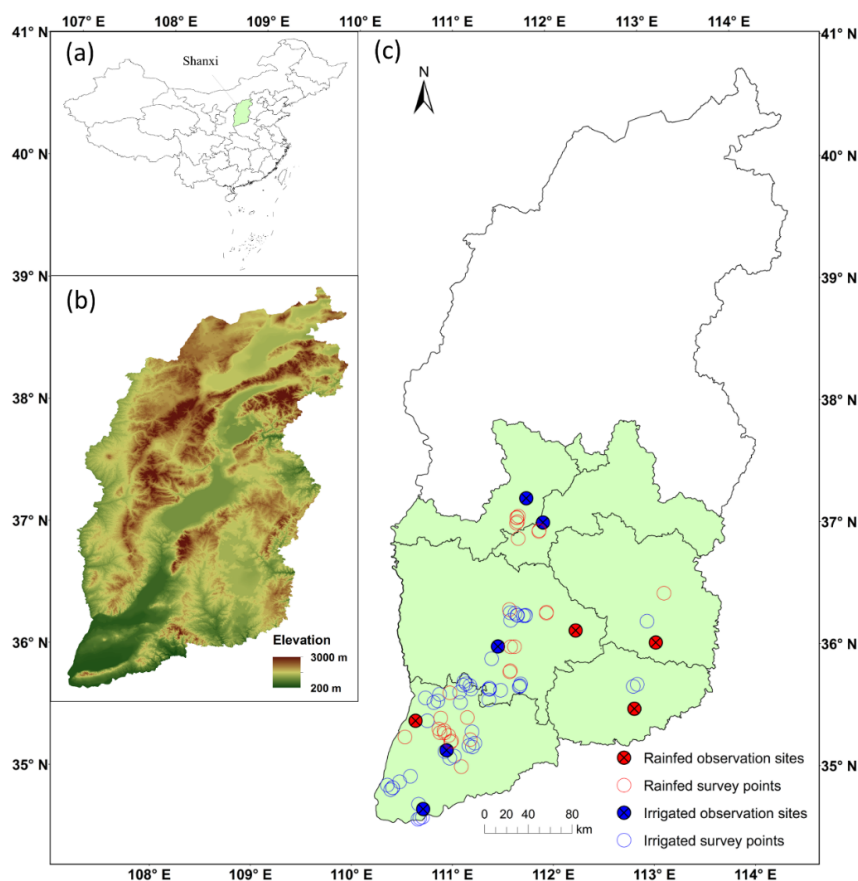 107° E 108° E 109° E 110° E 111° E 112° E 113° E
41° N 41° N
(a)
Shanxi
(c)
N
40° N 40° N
39° N 39° N
(b)
38° N 38° N
37° N 37° N
36° N 36° N
Elevation
3000 m
200 m
35° N 35° N
Rainfed observation sites
Rainfed survey points
Irrigated observation sites
Irrigated survey points
0 20 40 80
km
108° E 109° E 110° E 111° E 112° E 113° E 114° E